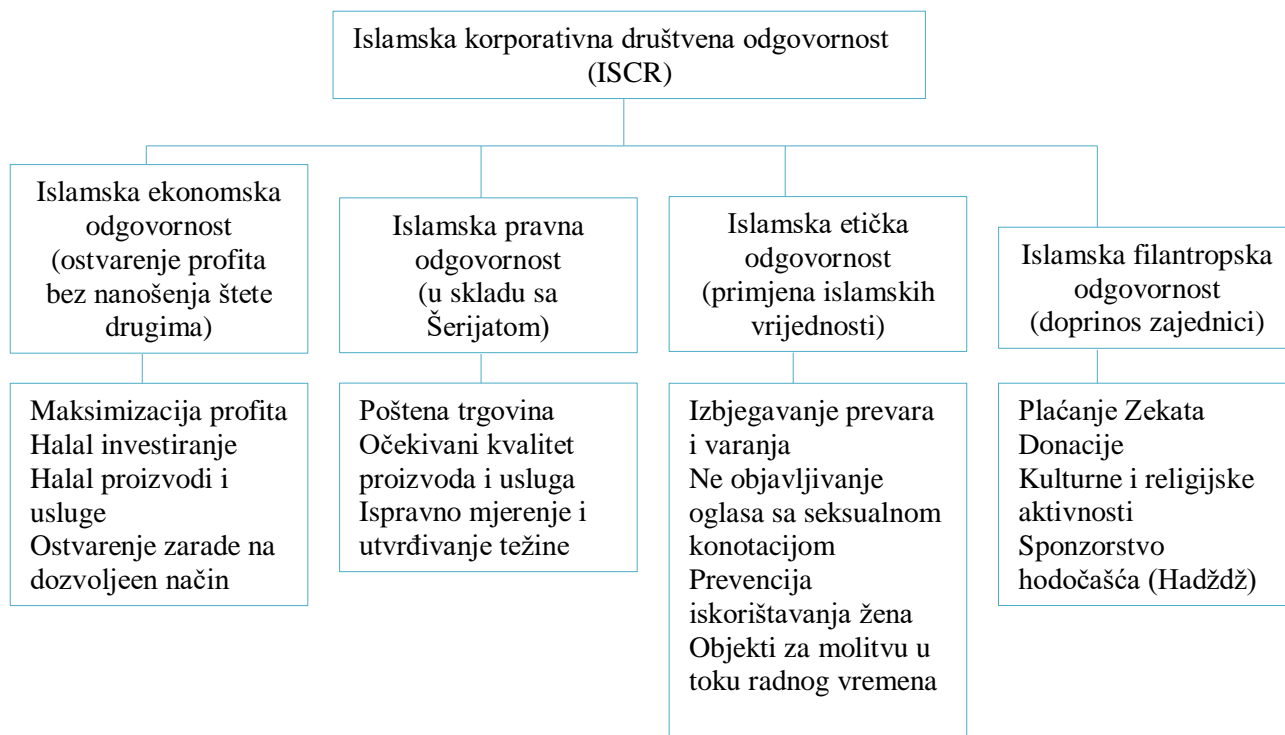 Islamska korporativna društvena odgovornost
(ISCR)
Islamska ekonomska
odgovornost
(ostvarenje profita
bez nanošenja štete
drugima)
Islamska pravna
odgovornost
(u skladu sa
Šerijatom)
Islamska etička
odgovornost
(primjena islamskih
vrijednosti)
Islamska filantropska
odgovornost
(doprinos zajednici)
Maksimizacija profita
Halal investiranje
Halal proizvodi i
usluge
Ostvarenje zarade na
dozvoljeen način
Poštena trgovina
Očekivani kvalitet
proizvoda i usluga
Ispravno mjerenje i
utvrđivanje težine
Izbjegavanje prevara
i varanja
Ne objavljivanje
oglasa sa seksualnom
konotacijom
Prevencija
iskorištavanja žena
Objekti za molitvu u
toku radnog vremena
Plaćanje Zekata
Donacije
Kulturne i religijske
aktivnosti
Sponzorstvo
hodočašća (Hadždž)